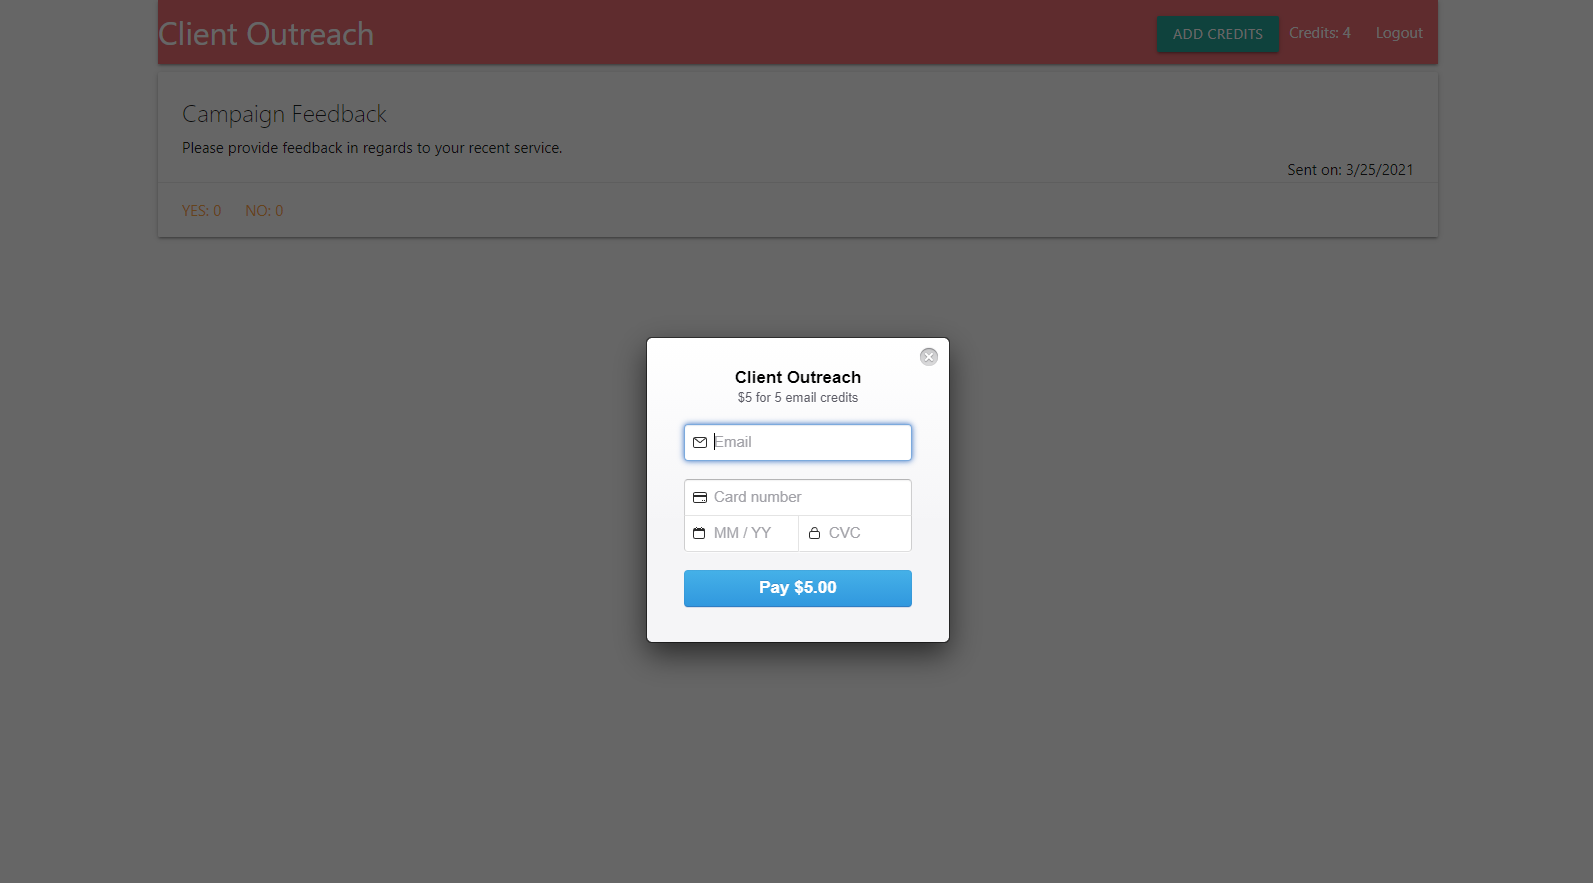 Client Outreach
ADD CREDITS Credits: 4 Logout
Campaign Feedback
Please provide feedback in regards to your recent service.
Sent on: 3/25/2021
YES: 0 NO: 0
Client Outreach
$5 for 5 email credits
Email
Card number
MM / YY CVC
Pay $5.00